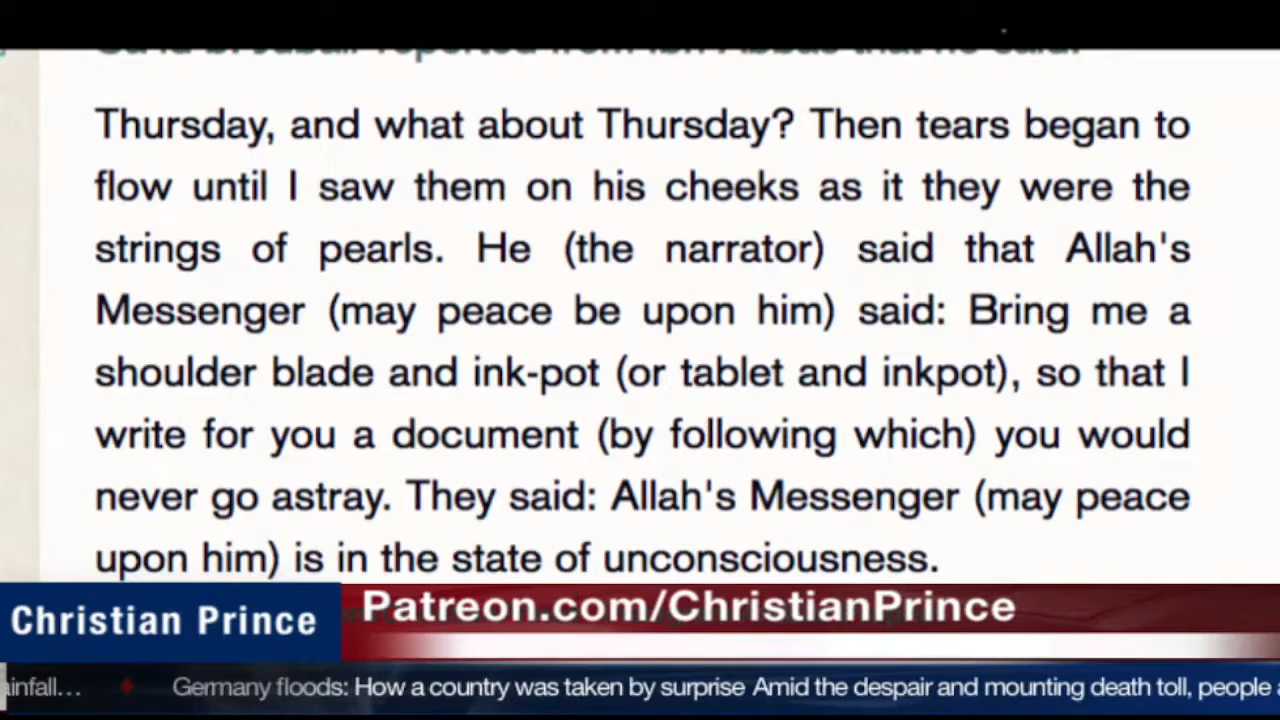 Thursday, and what about Thursday? Then tears began to
flow until I saw them on his cheeks as it they were the
strings of pearls. He (the narrator) said that Allah's
Messenger (may peace be upon him) said: Bring me a
shoulder blade and ink-pot (or tablet and inkpot), so that I
write for you a document (by following which) you would
never go astray. They said: Allah's Messenger (may peace
upon him) is in the state of unconsciousness.
Christian Prince
Patreon.com/ChristianPrince
ainfall... Germany floods: How a country was taken by surprise Amid the despair and mounting death toll, people